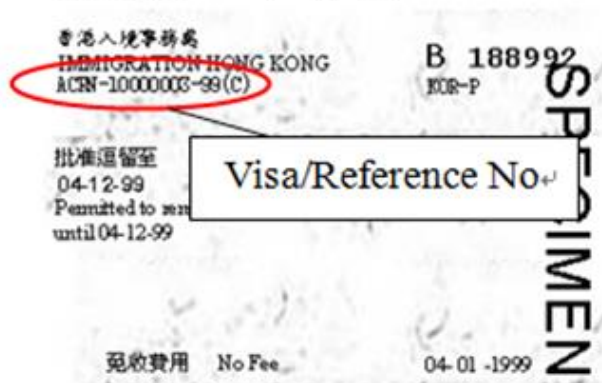 香港入境事務處
IMMIGRATION HONG KONG
ACRN-10000003-99(C)
B 188992
KOR-P
Visa/Reference No
批准逗留至
04-12-99
Permitted to
until 04-12-99
免收費用 No Fee
04-01-1999
SPECIMEN